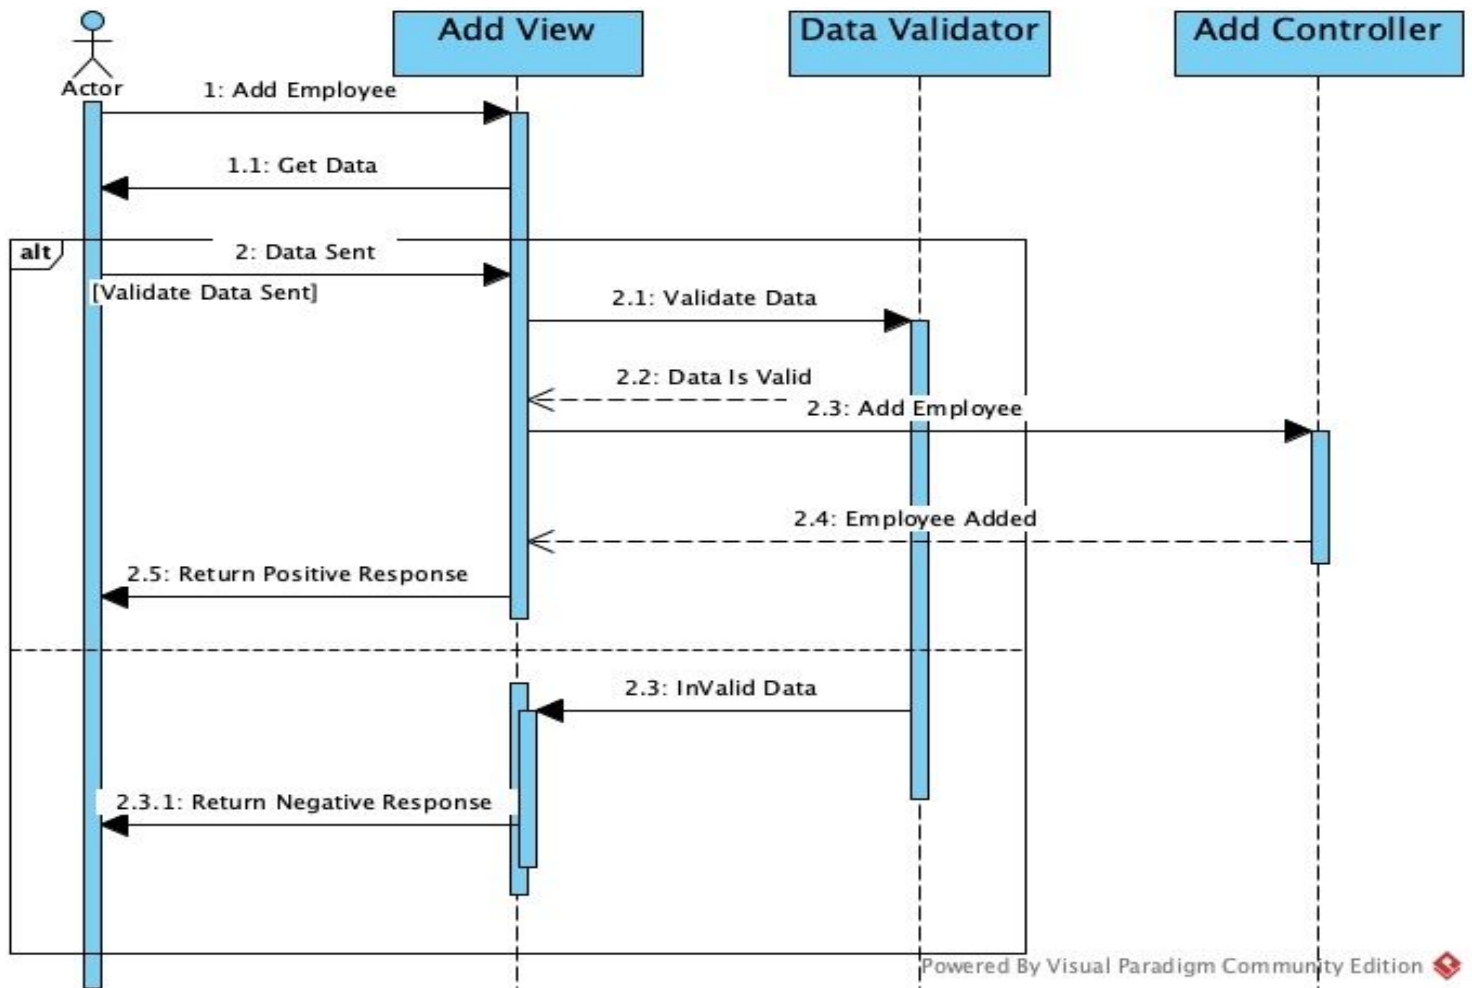 Add View
Data Validator
Add Controller
Actor
1: Add Employee
1.1: Get Data
alt
2: Data Sent
[Validate Data Sent]
2.1: Validate Data
2.2: Data Is Valid
2.3: Add Employee
2.4: Employee Added
2.5: Return Positive Response
2.3: InValid Data
2.3.1: Return Negative Response
Powered By Visual Paradigm Community Edition